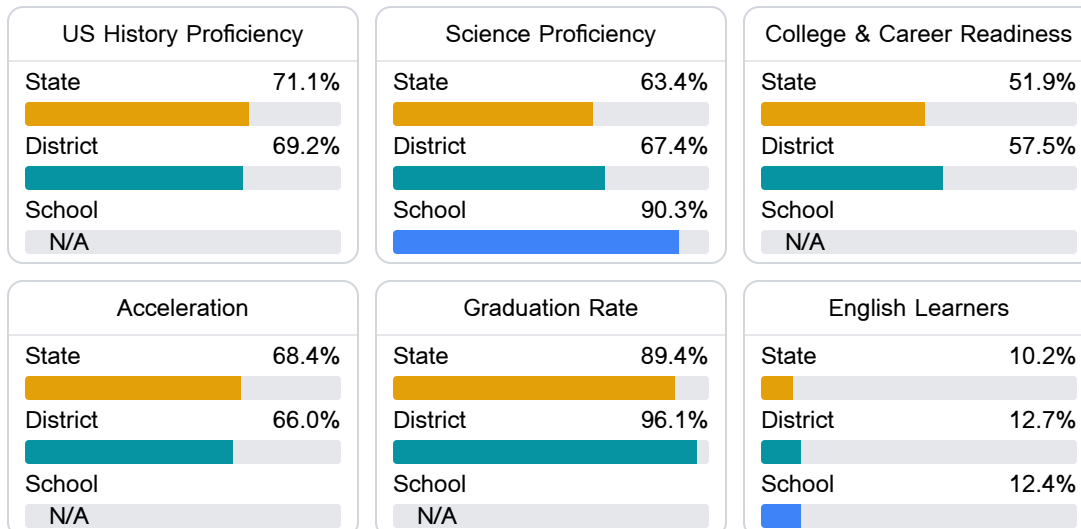 US History Proficiency
State 71.1%
District 69.2%
School
N/A
Science Proficiency
State 63.4%
District 67.4%
School 90.3%
College & Career Readiness
State 51.9%
District 57.5%
School
N/A
Acceleration
State 68.4%
District 66.0%
School
N/A
Graduation Rate
State 89.4%
District 96.1%
School
N/A
English Learners
State 10.2%
District 12.7%
School 12.4%